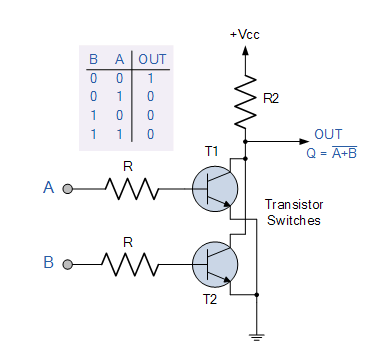 +Vcc
B A OUT
0 0 1
0 1 0
1 0 0
1 1 0
R2
OUT
Q = A+B
T1
R
A
Transistor
Switches
R
B
T2